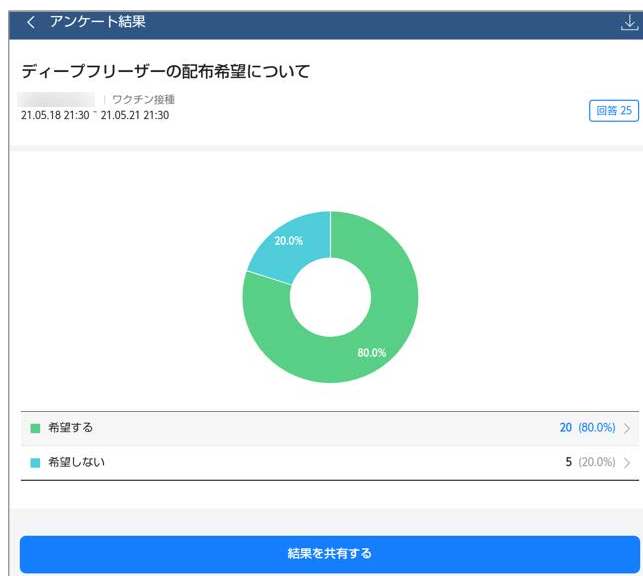 アンケート結果
ディープフリーザーの配布希望について
ワクチン接種
21.05.18 21:30 ~ 21.05.21 21:30
回答 25
20.0%
80.0%
希望する 20 (80.0%)
希望しない 5 (20.0%)
結果を共有する